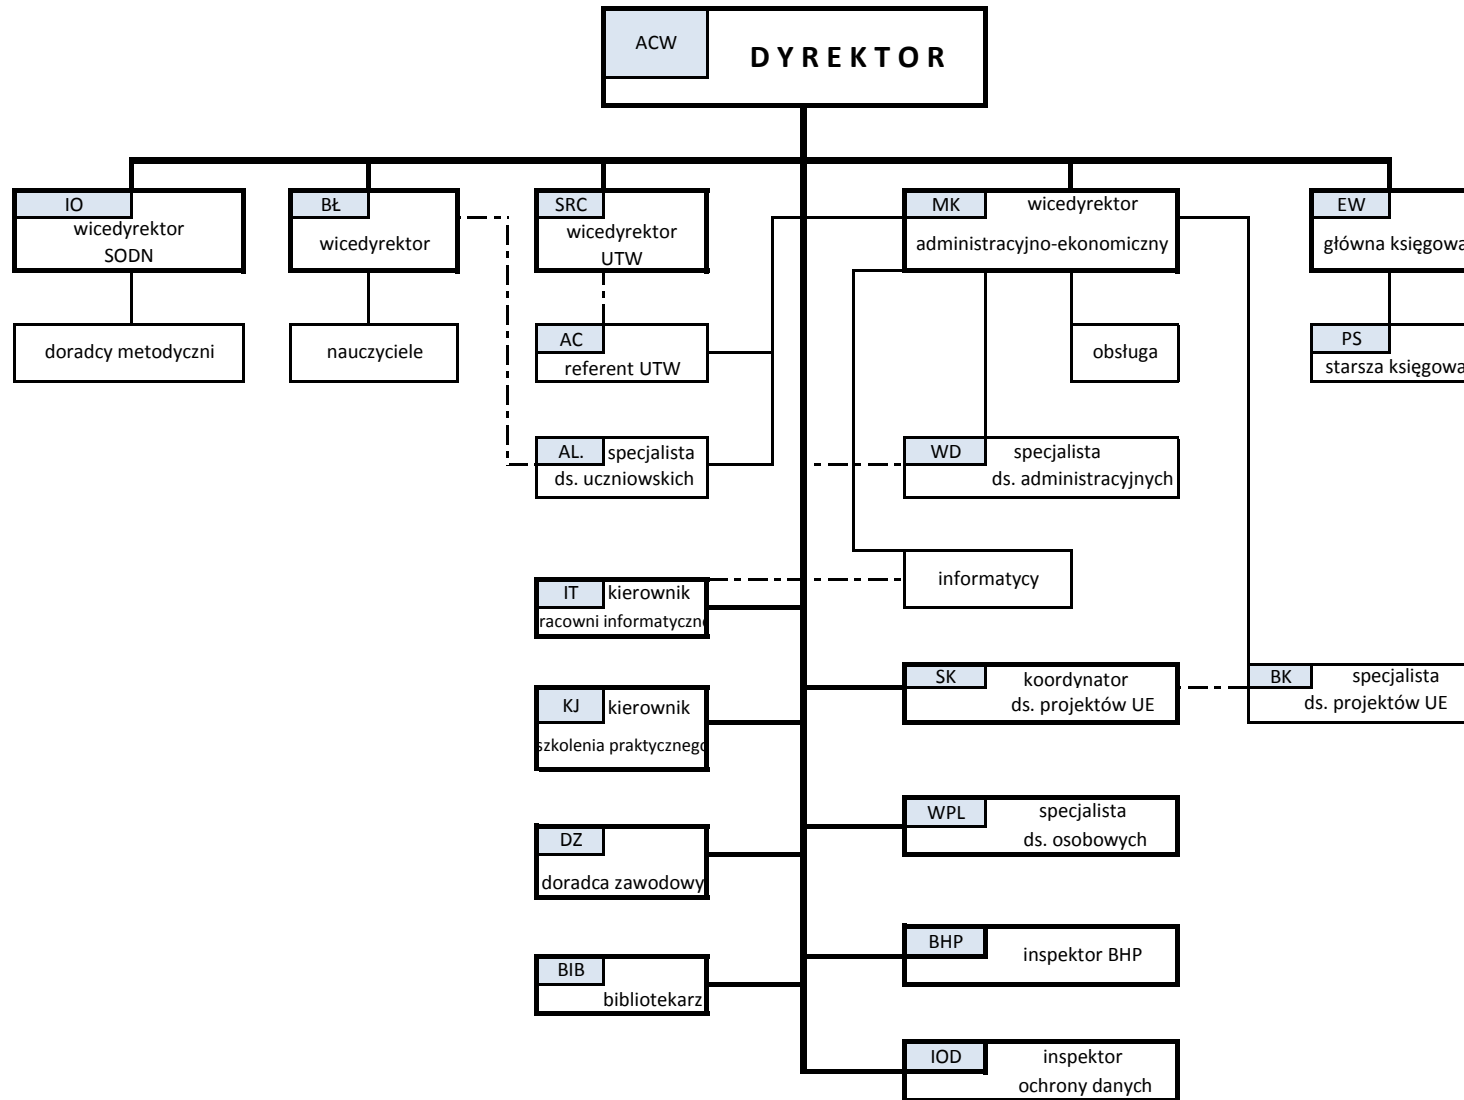 ACW
DYREKTOR
IO
wicedyrektor
SODN
BŁ
wicedyrektor
SRC
wicedyrektor
UTW
MK wicedyrektor
administracyjno-ekonomiczny
EW
główna księgowa
doradcy metodyczni
nauczyciele
AC
referent UTW
obsługa
PS
starsza księgowa
AL. specjalista
ds. uczniowskich
WD specjalista
ds. administracyjnych
informatycy
IT kierownik
racowni informatyczn
SK koordynator
ds. projektów UE
BK specjalista
ds. projektów UE
KJ kierownik
szkolenia praktycznego
WPL specjalista
ds. osobowych
DZ
doradca zawodowy
BHP
inspektor BHP
BIB
bibliotekarz
IOD inspektor
ochrony danych